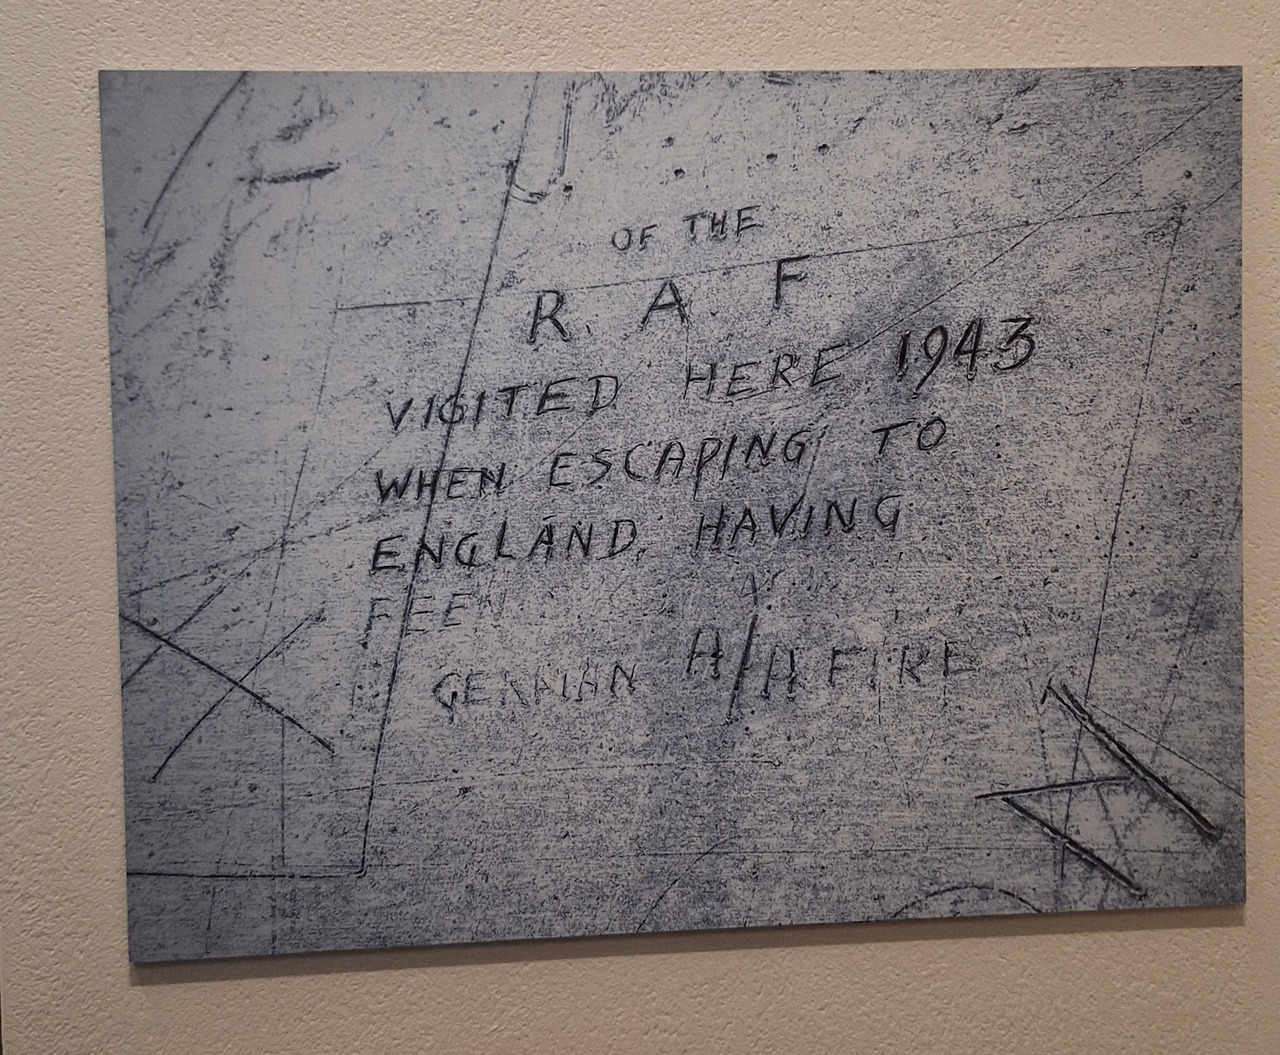 OF THE
R. A. F
VISITED HERE 1943
WHEN ESCAPING TO
ENGLAND, HAVING
GERMAN A/A FIRE